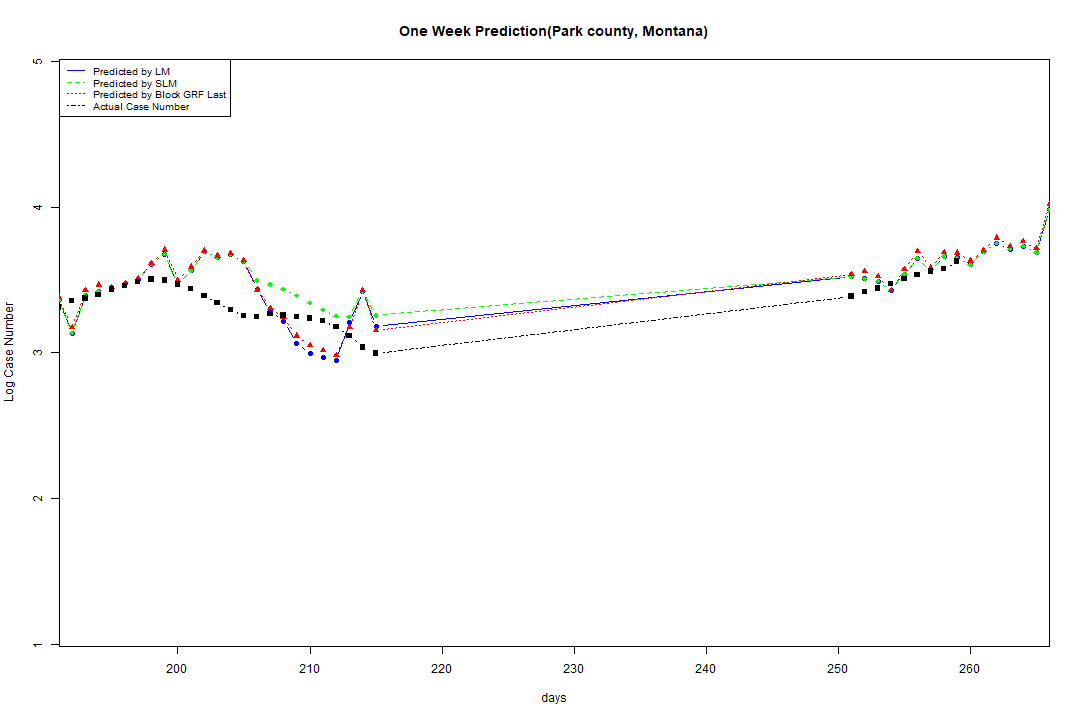 One Week Prediction(Park county, Montana)
Predicted by LM
Predicted by SLM
Predicted by Block GRF Last
Actual Case Number
5
4
3
2
1
Log Case Number
200
210
220
230
240
250
260
days